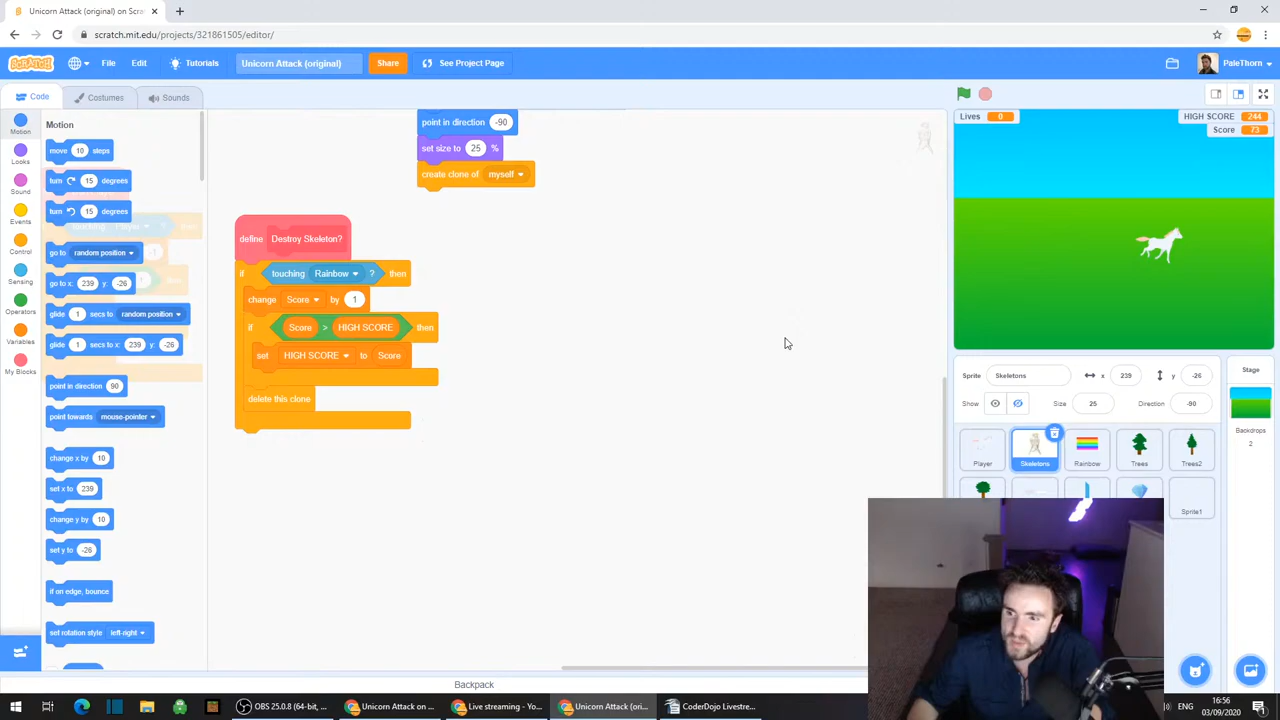 Unicorn Attack (original) on Scra
scratch.mit.edu/projects/321861505/editor/
SCRATCH File Edit Tutorials Unicorn Attack (original) Share See Project Page PaleThorn
Code Costumes Sounds
Motion
Looks
Sound
Events
Control
Sensing
Operators
Variables
My Blocks
Motion
move 10 steps
turn 15 degrees
turn 15 degrees
go to random position
go to x: 239 y: -26
glide 1 secs to random position
glide 1 secs to x: 239 y: -26
point in direction 90
point towards mouse-pointer
change x by 10
set x to 239
change y by 10
set y to -26
if on edge, bounce
set rotation style left-right
point in direction -90
set size to 25 %
create clone of myself
define Destroy Skeleton?
if touching Rainbow ? then
change Score by 1
if Score > HIGH SCORE then
set HIGH SCORE to Score
delete this clone
Lives 0
HIGH SCORE 244
Score 73
Sprite Skeletons x 239 y -26
Show Size 25 Direction -90
Stage
Backdrops
2
Player Skeletons Rainbow Trees Trees2
Sprite1
Backpack
OBS 25.0.8 (64-bit, ... Unicorn Attack on ... Live streaming - Yo... Unicorn Attack (ori... CoderDojo Livestre...
16:56
03/09/2020